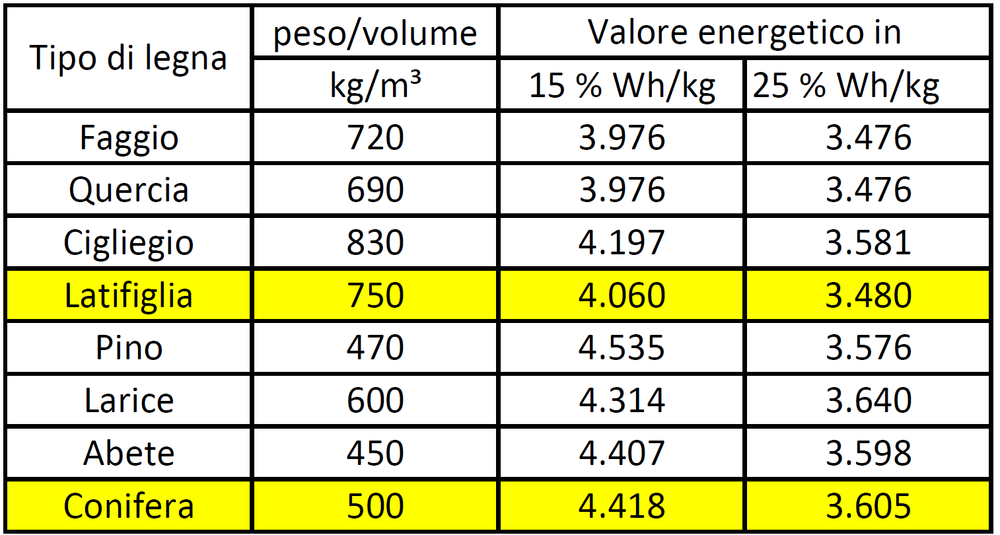 Tipo di legna peso/volume Valore energetico in
kg/m³ 15 % Wh/kg 25 % Wh/kg
Faggio 720 3.976 3.476
Quercia 690 3.976 3.476
Cigliegio 830 4.197 3.581
Latifiglia 750 4.060 3.480
Pino 470 4.535 3.576
Larice 600 4.314 3.640
Abete 450 4.407 3.598
Conifera 500 4.418 3.605